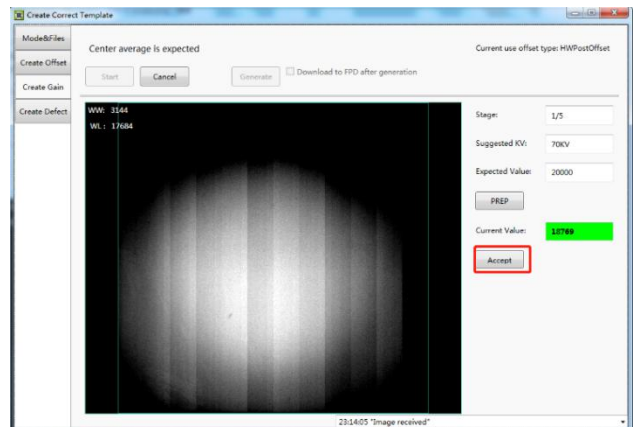 Create Correct Template
Mode&Files
Create Offset
Create Gain
Create Defect
Center average is expected
Current use offset type: HWPostOffset
Start
Cancel
Generate
Download to FPD after generation
WW: 3144
WL: 17684
Stage:
1/5
Suggested KV:
70KV
Expected Value:
20000
PREP
Current Value:
18769
Accept
23:14:05 "Image received"